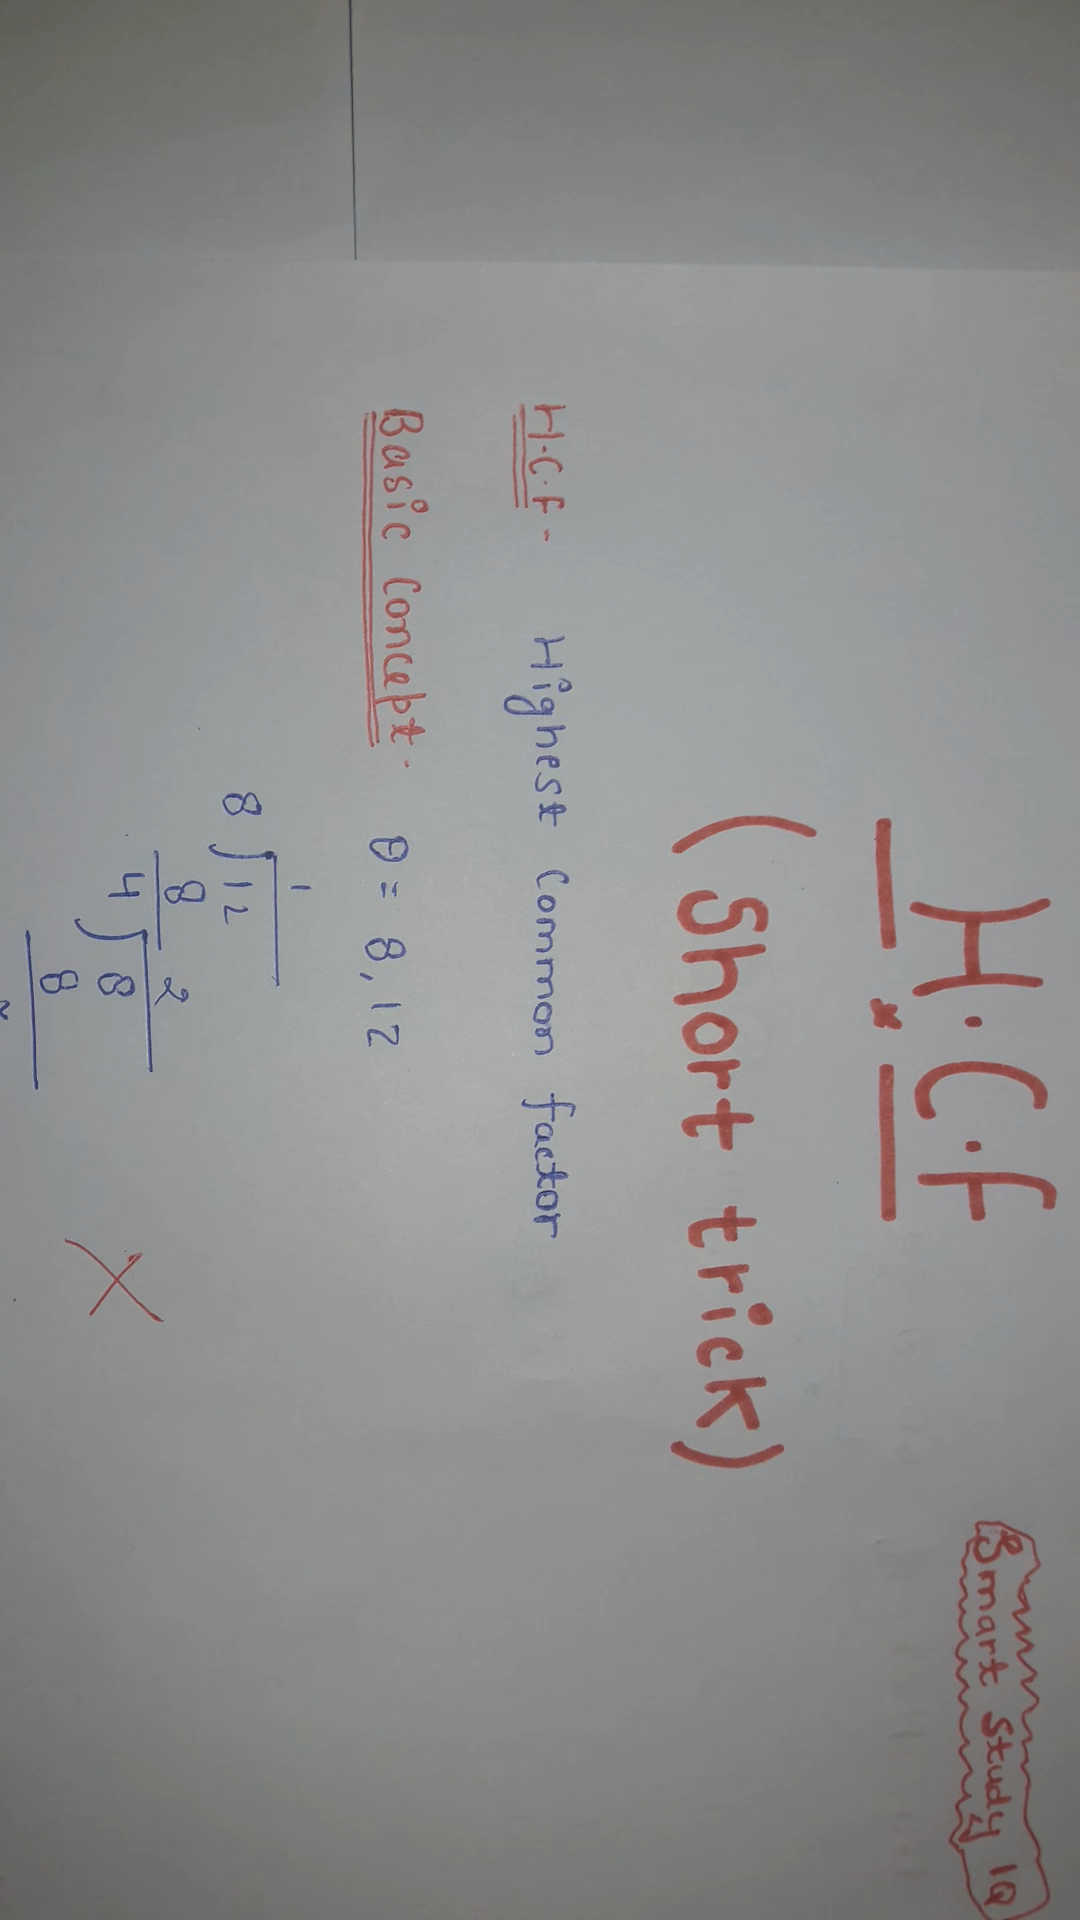 H.C.F
Smart Study IQ
(Short trick)
H.C.F- Highest Common factor
Basic Concept- θ = 8, 12
1
8 12
8 2
4 8
8